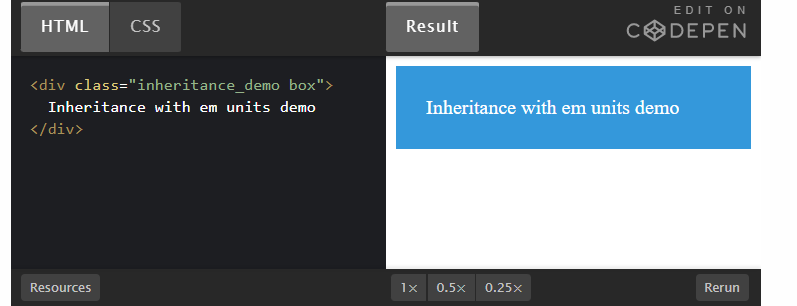 HTML
CSS
Result
EDIT ON
CODEPEN
<div class="inheritance_demo box">
Inheritance with em units demo
</div>
Inheritance with em units demo
Resources
1×
0.5×
0.25×
Rerun